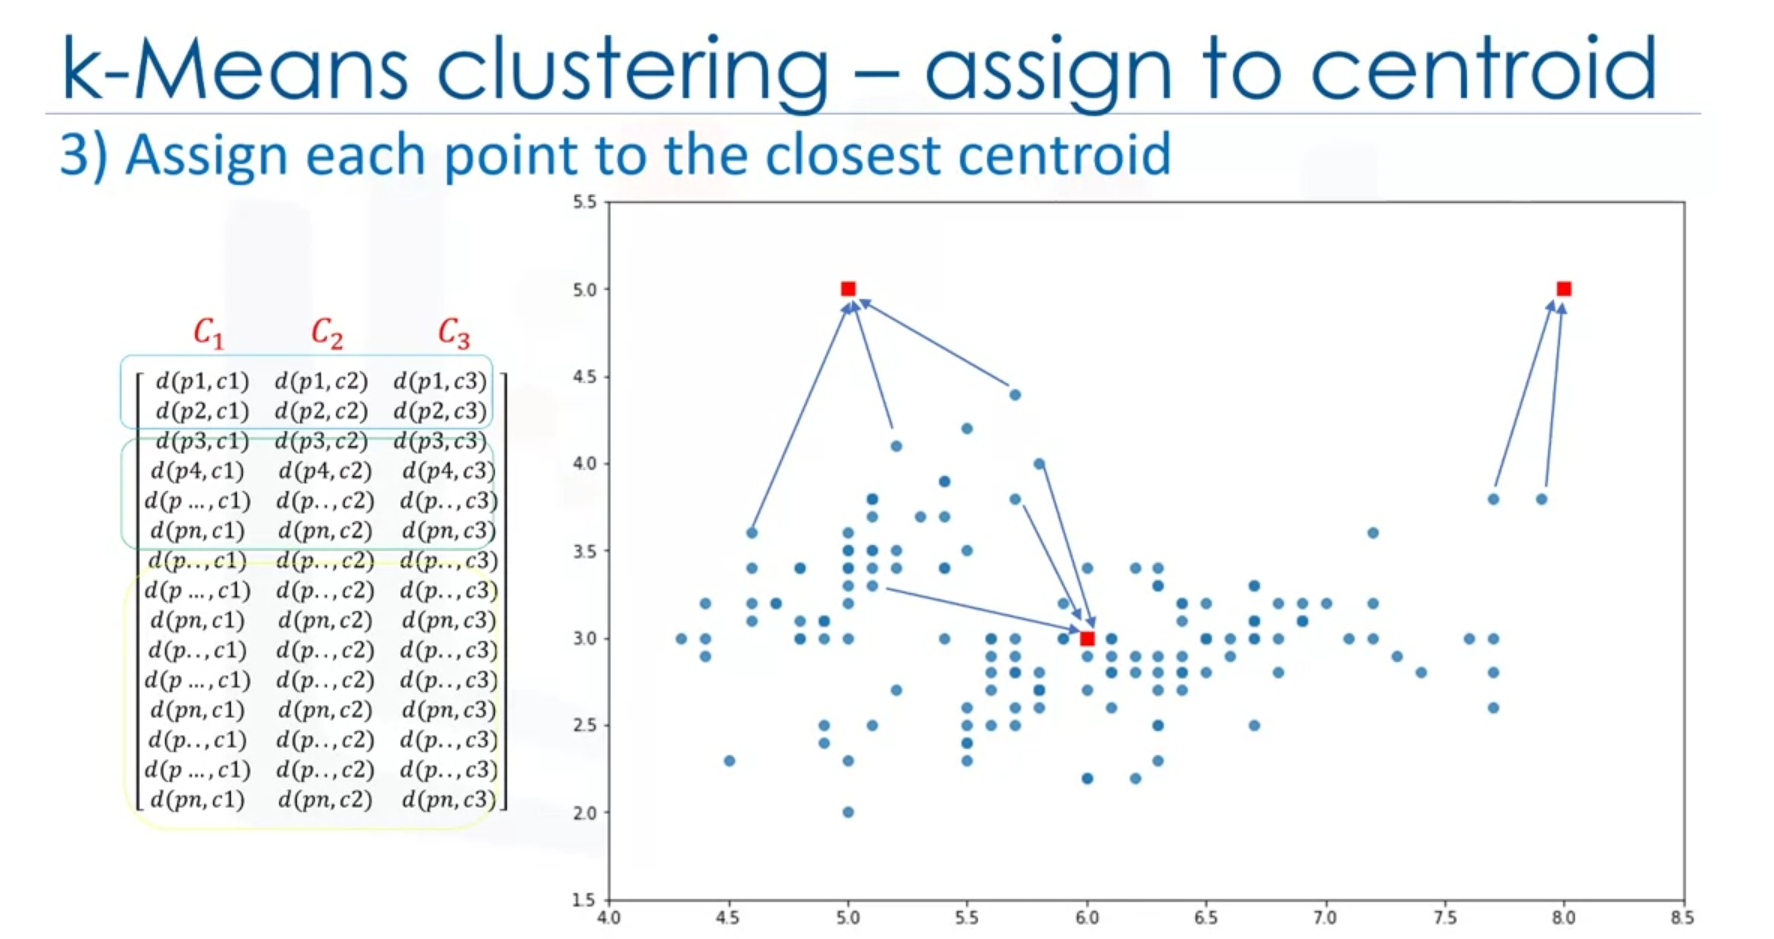 k-Means clustering – assign to centroid
3) Assign each point to the closest centroid
C1 C2 C3
d(p1,c1) d(p1,c2) d(p1,c3)
d(p2,c1) d(p2,c2) d(p2,c3)
d(p3,c1) d(p3,c2) d(p3,c3)
d(p4,c1) d(p4,c2) d(p4,c3)
d(p ...,c1) d(p..,c2) d(p..,c3)
d(pn,c1) d(pn,c2) d(pn,c3)
d(p..,c1) d(p..,c2) d(p..,c3)
d(p ...,c1) d(p..,c2) d(p..,c3)
d(pn,c1) d(pn,c2) d(pn,c3)
d(p..,c1) d(p..,c2) d(p..,c3)
d(p ...,c1) d(p..,c2) d(p..,c3)
d(pn,c1) d(pn,c2) d(pn,c3)
d(p..,c1) d(p..,c2) d(p..,c3)
d(p ...,c1) d(p..,c2) d(p..,c3)
d(pn,c1) d(pn,c2) d(pn,c3)
5.5
5.0
4.5
4.0
3.5
3.0
2.5
2.0
1.5
4.0 4.5 5.0 5.5 6.0 6.5 7.0 7.5 8.0 8.5